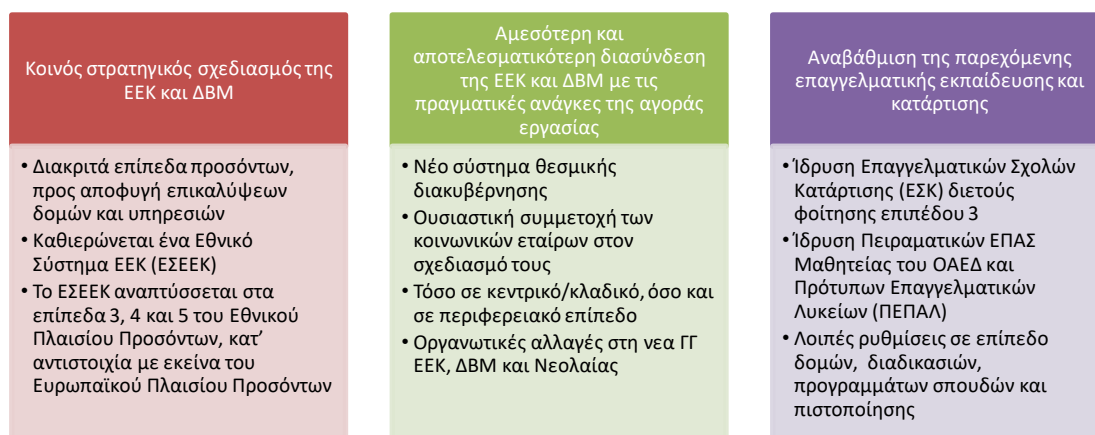 Κοινός στρατηγικός σχεδιασμός της
ΕΕΚ και ΔΒΜ
• Διακριτά επίπεδα προσόντων,
προς αποφυγή επικαλύψεων
δομών και υπηρεσιών
• Καθιερώνεται ένα Εθνικό
Σύστημα ΕΕΚ (ΕΣΕΕΚ)
• Το ΕΣΕΕΚ αναπτύσσεται στα
επίπεδα 3, 4 και 5 του Εθνικού
Πλαισίου Προσόντων, κατ’
αντιστοιχία με εκείνα του
Ευρωπαϊκού Πλαισίου Προσόντων
Αμεσότερη και
αποτελεσματικότερη διασύνδεση
της ΕΕΚ και ΔΒΜ με τις
πραγματικές ανάγκες της αγοράς
εργασίας
• Νέο σύστημα θεσμικής
διακυβέρνησης
• Ουσιαστική συμμετοχή των
κοινωνικών εταίρων στον
σχεδιασμό τους
• Τόσο σε κεντρικό/κλαδικό, όσο και
σε περιφερειακό επίπεδο
• Οργανωτικές αλλαγές στη νεα ΓΓ
ΕΕΚ, ΔΒΜ και Νεολαίας
Αναβάθμιση της παρεχόμενης
επαγγελματικής εκπαίδευσης και
κατάρτισης
• Ίδρυση Επαγγελματικών Σχολών
Κατάρτισης (ΕΣΚ) διετούς
φοίτησης επιπέδου 3
• Ίδρυση Πειραματικών ΕΠΑΣ
Μαθητείας του ΟΑΕΔ και
Πρότυπων Επαγγελματικών
Λυκείων (ΠΕΠΑΛ)
• Λοιπές ρυθμίσεις σε επίπεδο
δομών, διαδικασιών,
προγραμμάτων σπουδών και
πιστοποίησης